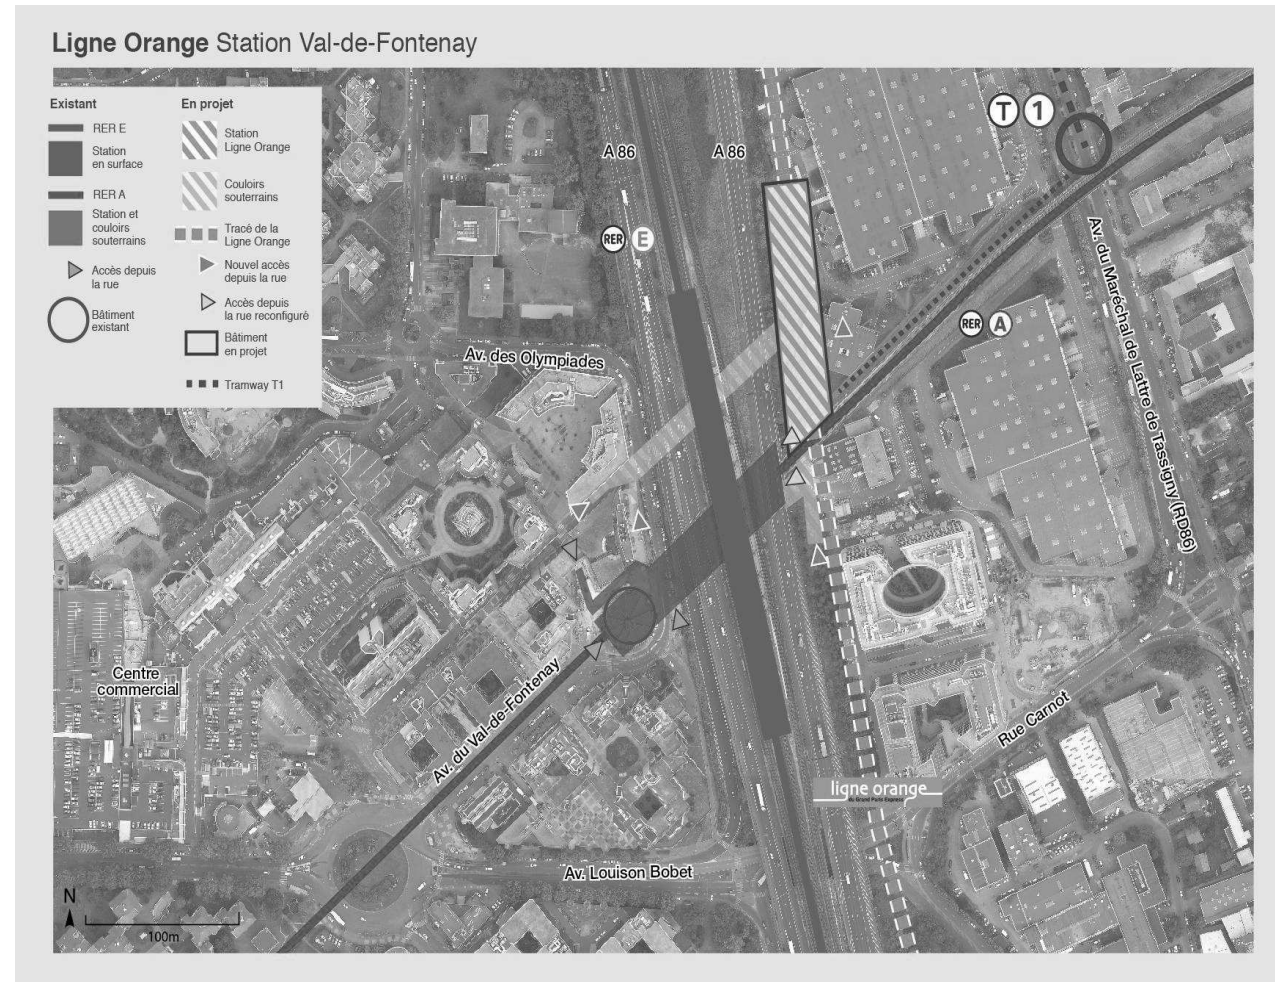 Ligne Orange Station Val-de-Fontenay
Existant
RER E
Station
en surface
RER A
Station et
couloirs
souterrains
Accès depuis
la rue
Bâtiment
existant
En projet
Station
Ligne Orange
Couloirs
souterrains
Tracé de la
Ligne Orange
Nouvel accès
depuis la rue
Accès depuis
la rue reconfiguré
Bâtiment
en projet
Tramway T1
A 86
A 86
T 1
RER E
RER A
Av. du Maréchal de Lattre de Tassigny (RD86)
Av. des Olympiades
Centre
commercial
Av. du Val-de-Fontenay
Rue Carnot
ligne orange
du Grand Paris Express
Av. Louison Bobet
N
100m